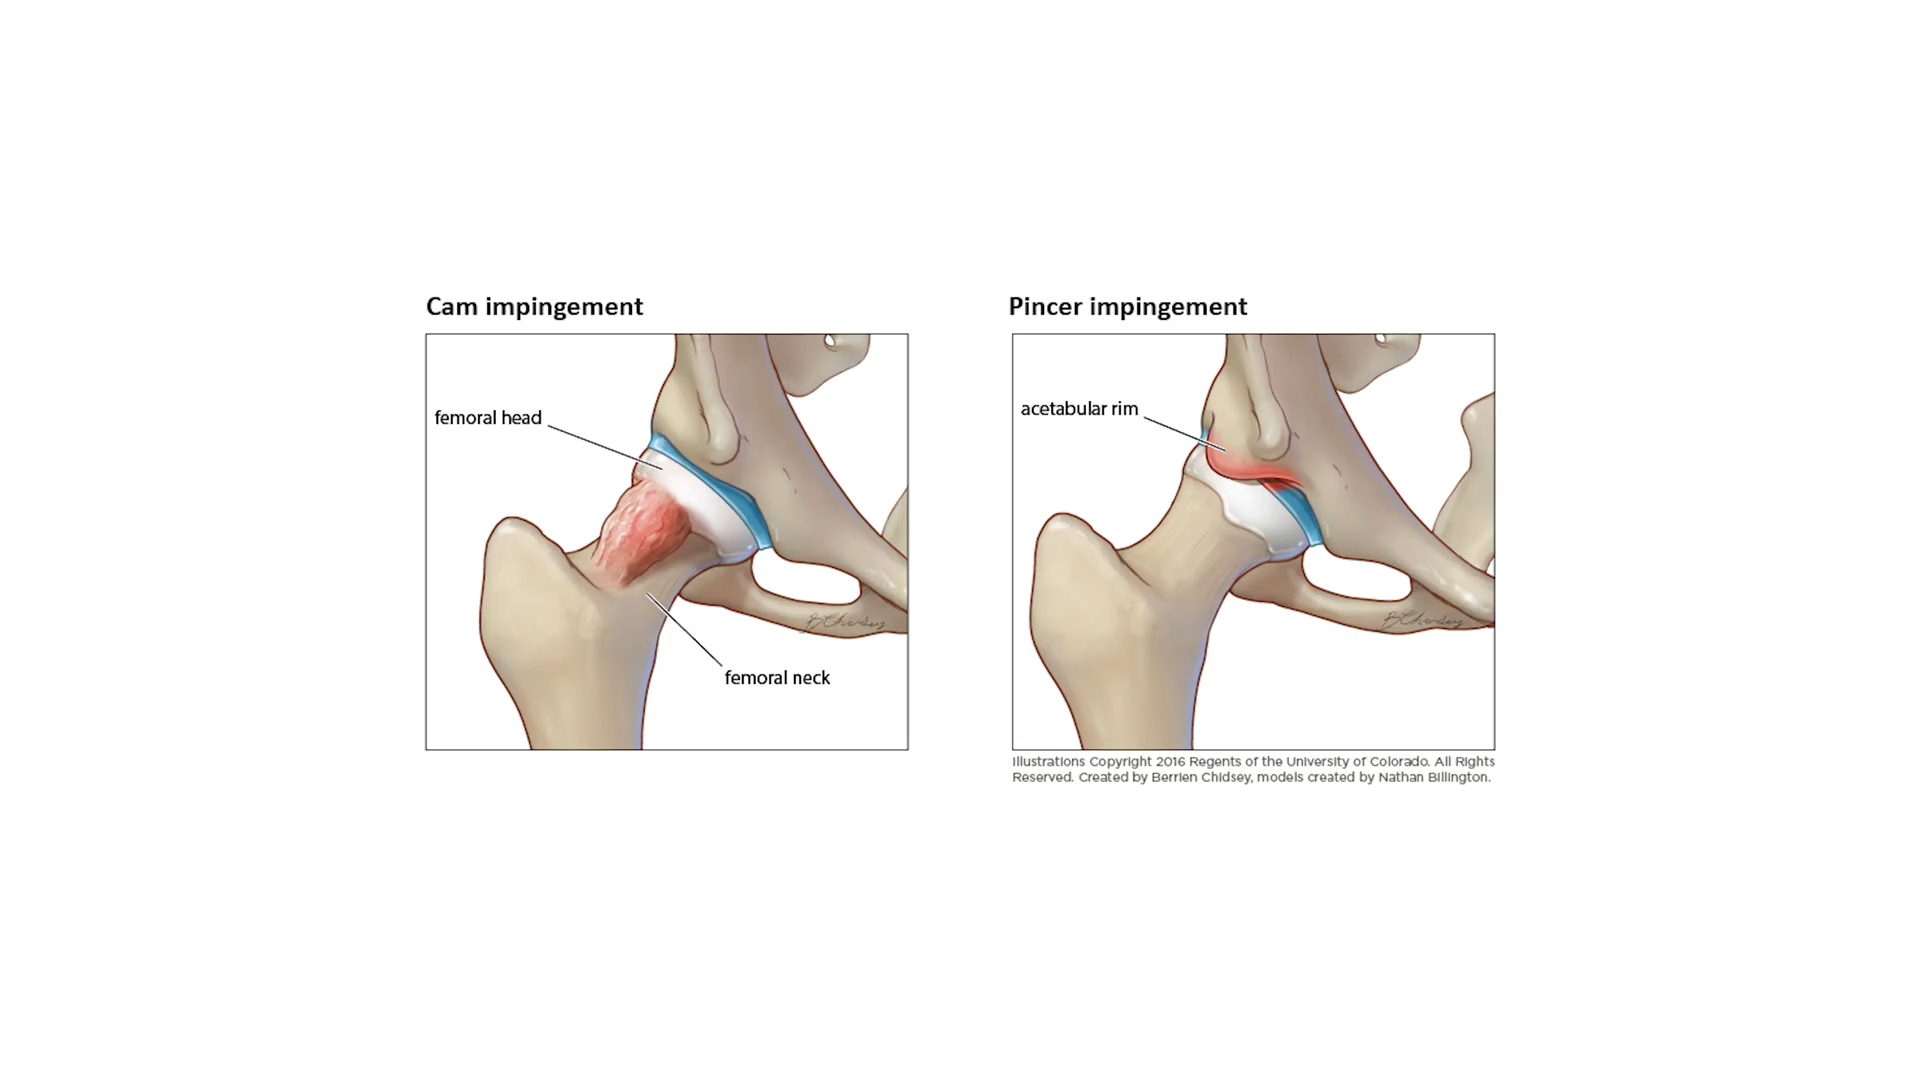 Cam impingement
femoral head
femoral neck
Pincer impingement
acetabular rim
Illustrations Copyright 2016 Regents of the University of Colorado. All Rights
Reserved. Created by Berrien Chidsey, models created by Nathan Billington.